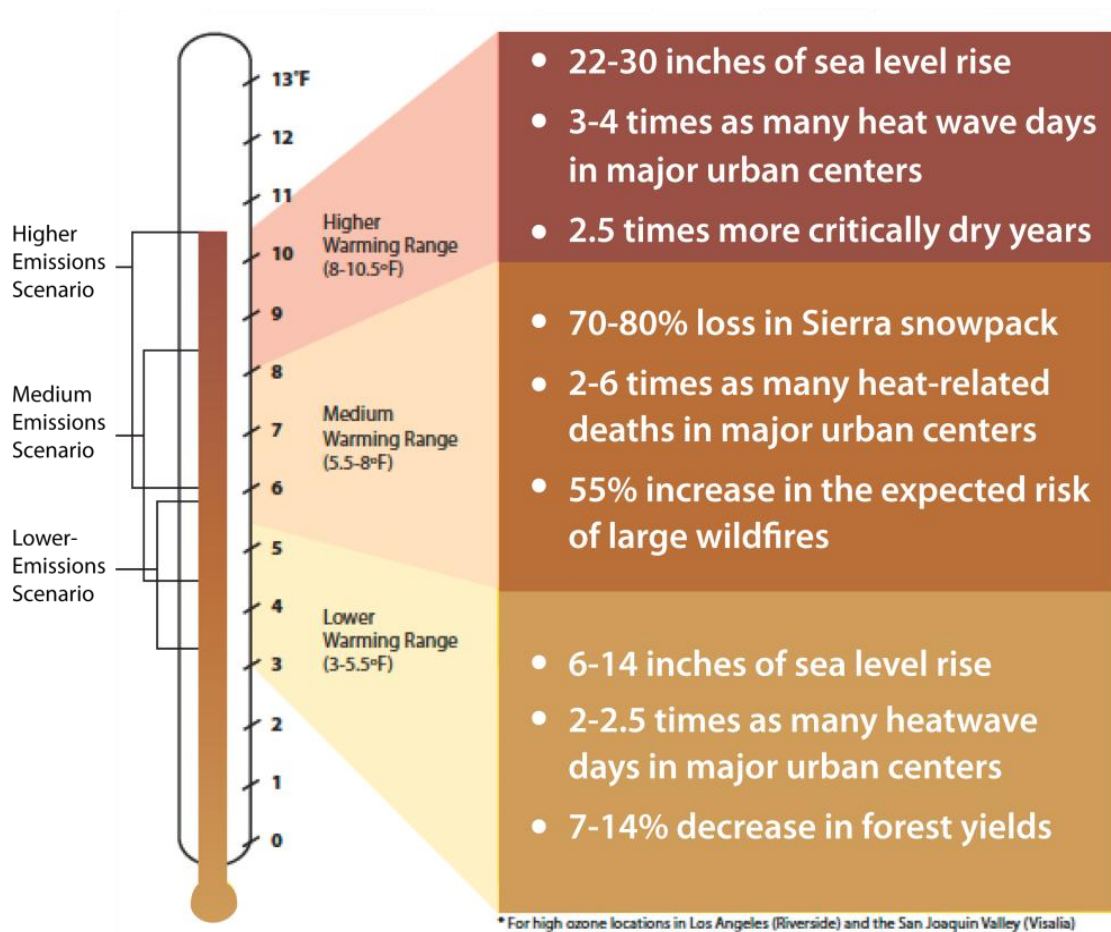 13°F
12
11
10
9
8
7
6
5
4
3
2
1
0
Higher
Emissions
Scenario
Medium
Emissions
Scenario
Lower-
Emissions
Scenario
Higher
Warming Range
(8-10.5ºF)
Medium
Warming Range
(5.5-8ºF)
Lower
Warming Range
(3-5.5ºF)
• 22-30 inches of sea level rise
• 3-4 times as many heat wave days
in major urban centers
• 2.5 times more critically dry years
• 70-80% loss in Sierra snowpack
• 2-6 times as many heat-related
deaths in major urban centers
• 55% increase in the expected risk
of large wildfires
• 6-14 inches of sea level rise
• 2-2.5 times as many heatwave
days in major urban centers
• 7-14% decrease in forest yields
* For high ozone locations in Los Angeles (Riverside) and the San Joaquin Valley (Visalia)